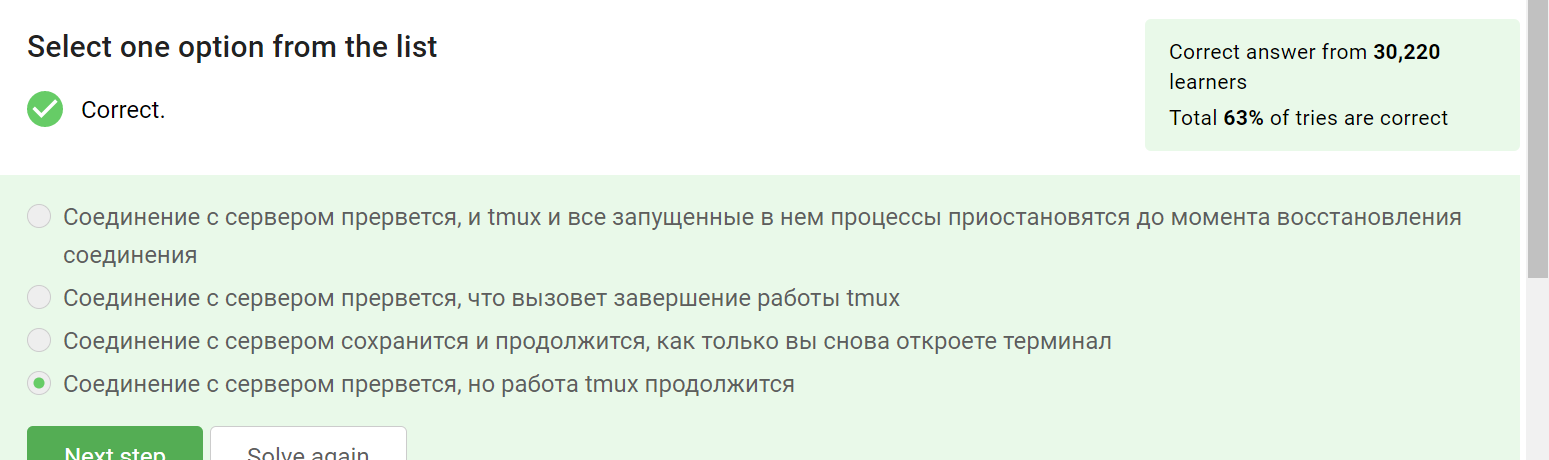 Select one option from the list
Correct.
Correct answer from 30,220
learners
Total 63% of tries are correct
Соединение с сервером прервется, и tmux и все запущенные в нем процессы приостановятся до момента восстановления
соединения
Соединение с сервером прервется, что вызовет завершение работы tmux
Соединение с сервером сохранится и продолжится, как только вы снова откроете терминал
Соединение с сервером прервется, но работа tmux продолжится
Next step
Solve again